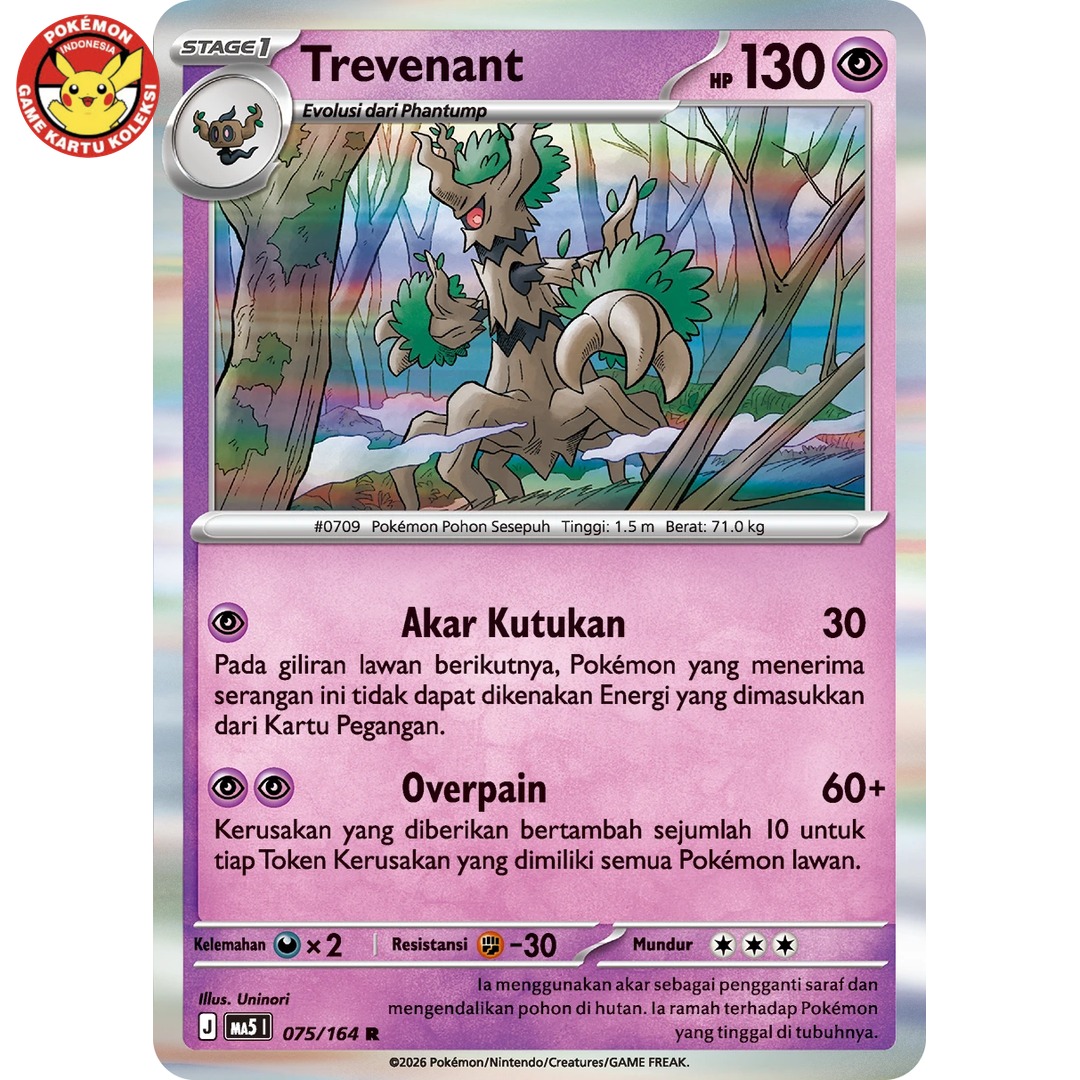 POKÉMON
INDONESIA
GAME KARTU KOLEKSI
STAGE 1
Trevenant
HP 130
Evolusi dari Phantump
#0709 Pokémon Pohon Sesepuh Tinggi: 1.5 m Berat: 71.0 kg
Akar Kutukan 30
Pada giliran lawan berikutnya, Pokémon yang menerima
serangan ini tidak dapat dikenakan Energi yang dimasukkan
dari Kartu Pegangan.
Overpain 60+
Kerusakan yang diberikan bertambah sejumlah 10 untuk
tiap Token Kerusakan yang dimiliki semua Pokémon lawan.
Kelemahan ×2 Resistansi -30 Mundur
Ia menggunakan akar sebagai pengganti saraf dan
mengendalikan pohon di hutan. Ia ramah terhadap Pokémon
yang tinggal di tubuhnya.
Illus. Uninori
J MA5 I 075/164 R
©2026 Pokémon/Nintendo/Creatures/GAME FREAK.